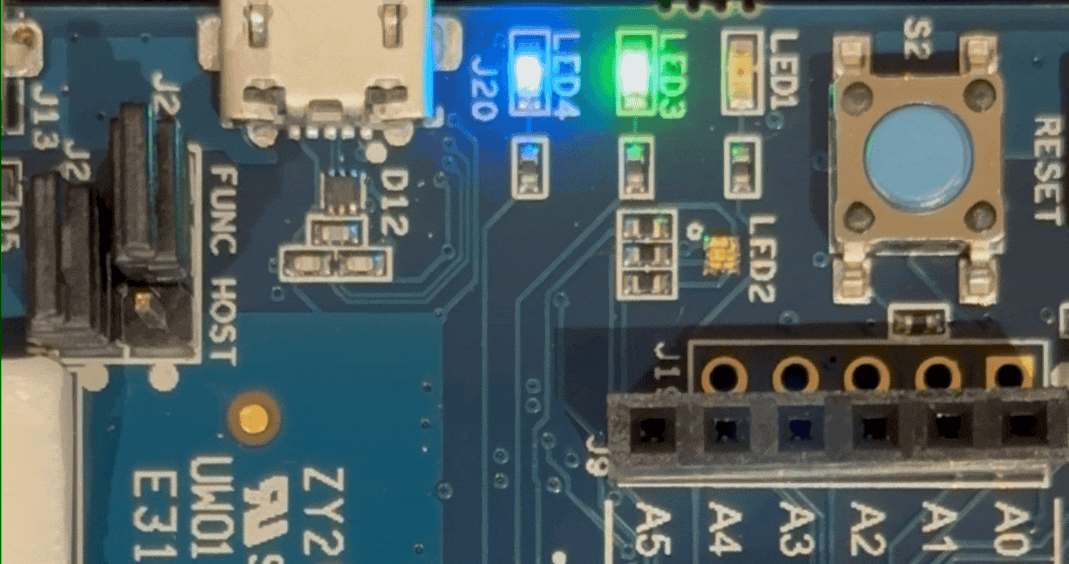 J13
J2
J2
D5
FUNC HOST
D12
J20
LED4
LED3
LED1
S2
RESET
LED2
J9
A5
A4
A3
A2
A1
A0
ZY2
UW01
E31